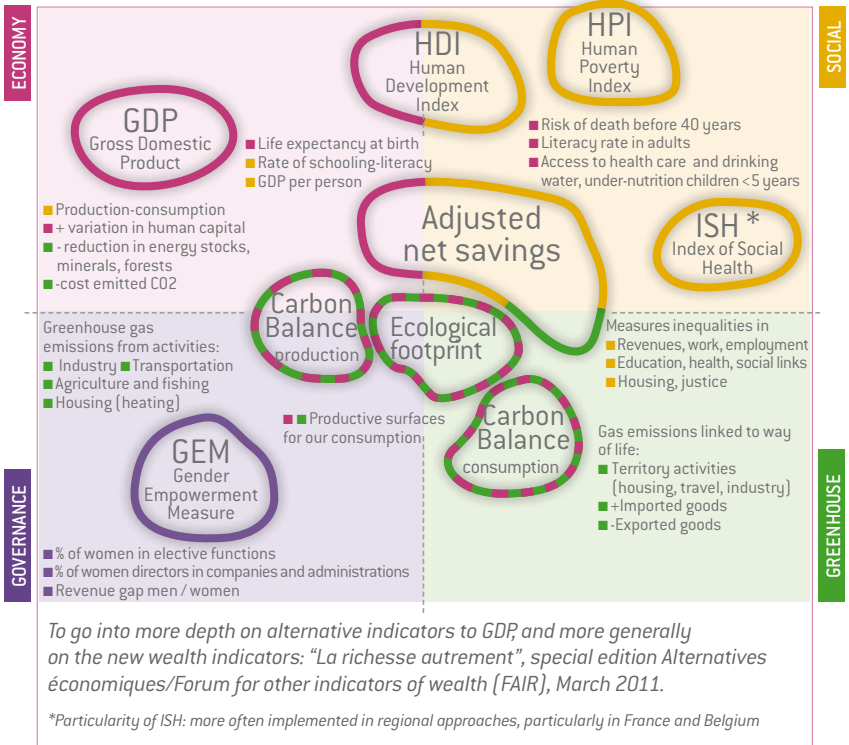 ECONOMY
SOCIAL
GDP
Gross Domestic
Product
HDI
Human
Development
Index
HPI
Human
Poverty
Index
Life expectancy at birth
Rate of schooling-literacy
GDP per person
Risk of death before 40 years
Literacy rate in adults
Access to health care and drinking
water, under-nutrition children <5 years
Production-consumption
+ variation in human capital
- reduction in energy stocks,
minerals, forests
-cost emitted CO2
Adjusted
net savings
ISH *
Index of Social
Health
Carbon
Balance
production
Ecological
footprint
Measures inequalities in
Revenues, work, employment
Education, health, social links
Housing, justice
Greenhouse gas
emissions from activities:
Industry Transportation
Agriculture and fishing
Housing (heating)
Productive surfaces
for our consumption
Carbon
Balance
consumption
Gas emissions linked to way
of life:
Territory activities
(housing, travel, industry)
+Imported goods
-Exported goods
GEM
Gender
Empowerment
Measure
% of women in elective functions
% of women directors in companies and administrations
Revenue gap men / women
GOVERNANCE
GREENHOUSE
To go into more depth on alternative indicators to GDP, and more generally
on the new wealth indicators: “La richesse autrement”, special edition Alternatives
économiques/Forum for other indicators of wealth (FAIR), March 2011.
*Particularity of ISH: more often implemented in regional approaches, particularly in France and Belgium